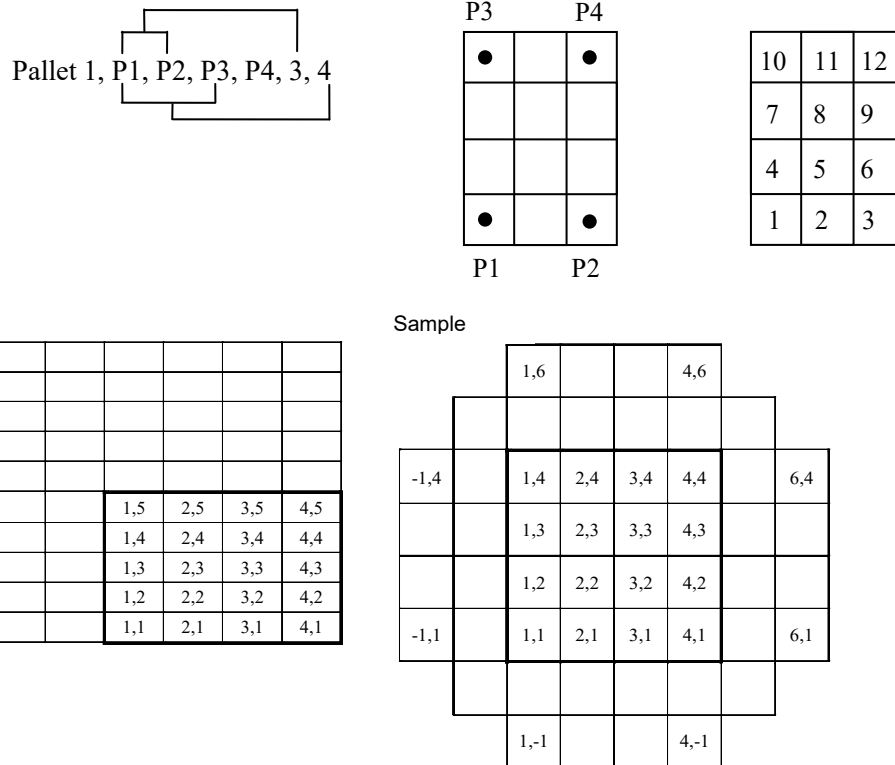 Pallet 1, P1, P2, P3, P4, 3, 4
P3 P4
P1 P2
10 11 12
7 8 9
4 5 6
1 2 3
1,5 2,5 3,5 4,5
1,4 2,4 3,4 4,4
1,3 2,3 3,3 4,3
1,2 2,2 3,2 4,2
1,1 2,1 3,1 4,1
Sample
1,6 4,6
-1,4 1,4 2,4 3,4 4,4 6,4
1,3 2,3 3,3 4,3
1,2 2,2 3,2 4,2
-1,1 1,1 2,1 3,1 4,1 6,1
1,-1 4,-1